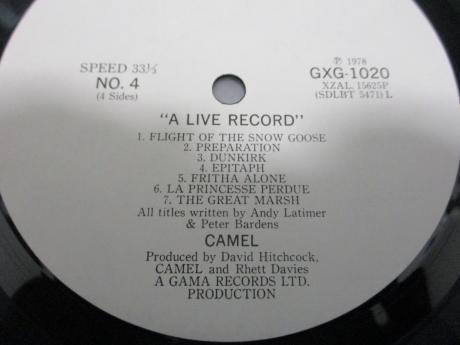 SPEED 33⅓
NO. 4
(4 Sides)
℗ 1978
GXG-1020
XZAL. 15625P
(SDLBT 5471) L
"A LIVE RECORD"
1. FLIGHT OF THE SNOW GOOSE
2. PREPARATION
3. DUNKIRK
4. EPITAPH
5. FRITHA ALONE
6. LA PRINCESSE PERDUE
7. THE GREAT MARSH
All titles written by Andy Latimer
& Peter Bardens
CAMEL
Produced by David Hitchcock,
CAMEL and Rhett Davies
A GAMA RECORDS LTD.
PRODUCTION